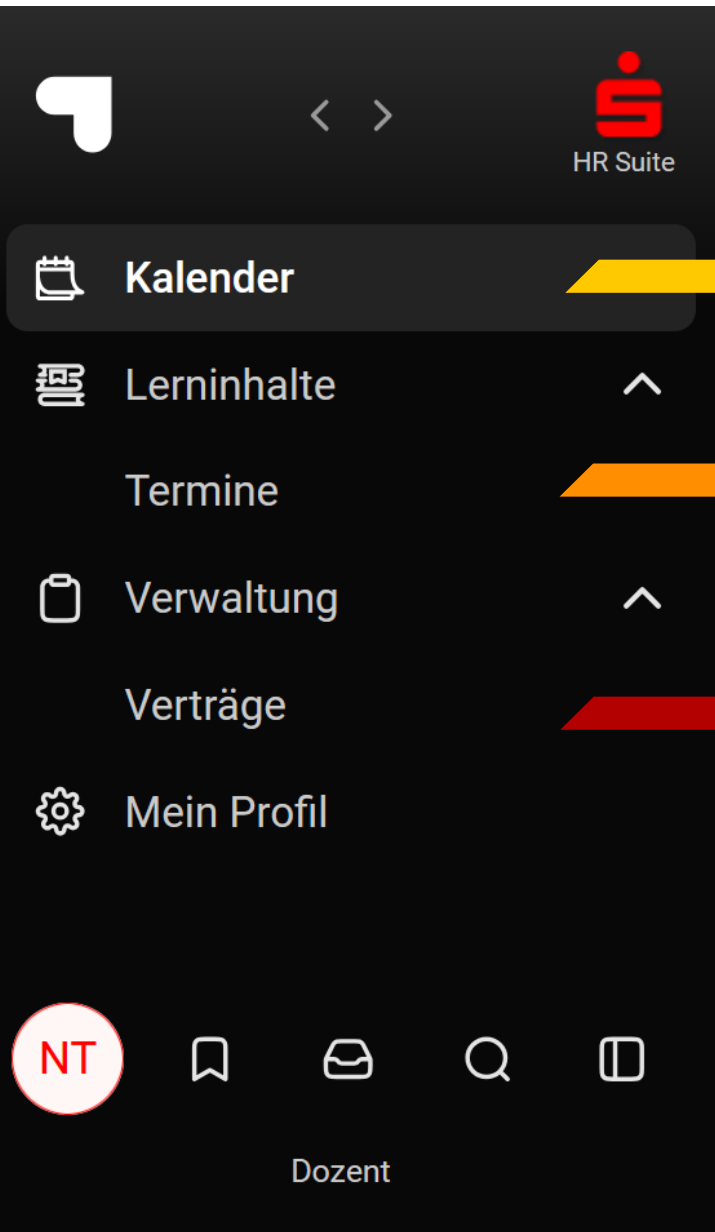 HR Suite
Kalender
Lerninhalte
Termine
Verwaltung
Verträge
Mein Profil
NT
Dozent